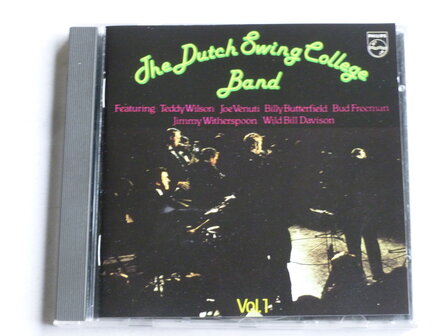 PHILIPS
The Dutch Swing College
Band
Featuring Teddy Wilson Joe Venuti Billy Butterfield Bud Freeman
Jimmy Witherspoon Wild Bill Davison
Vol. 1